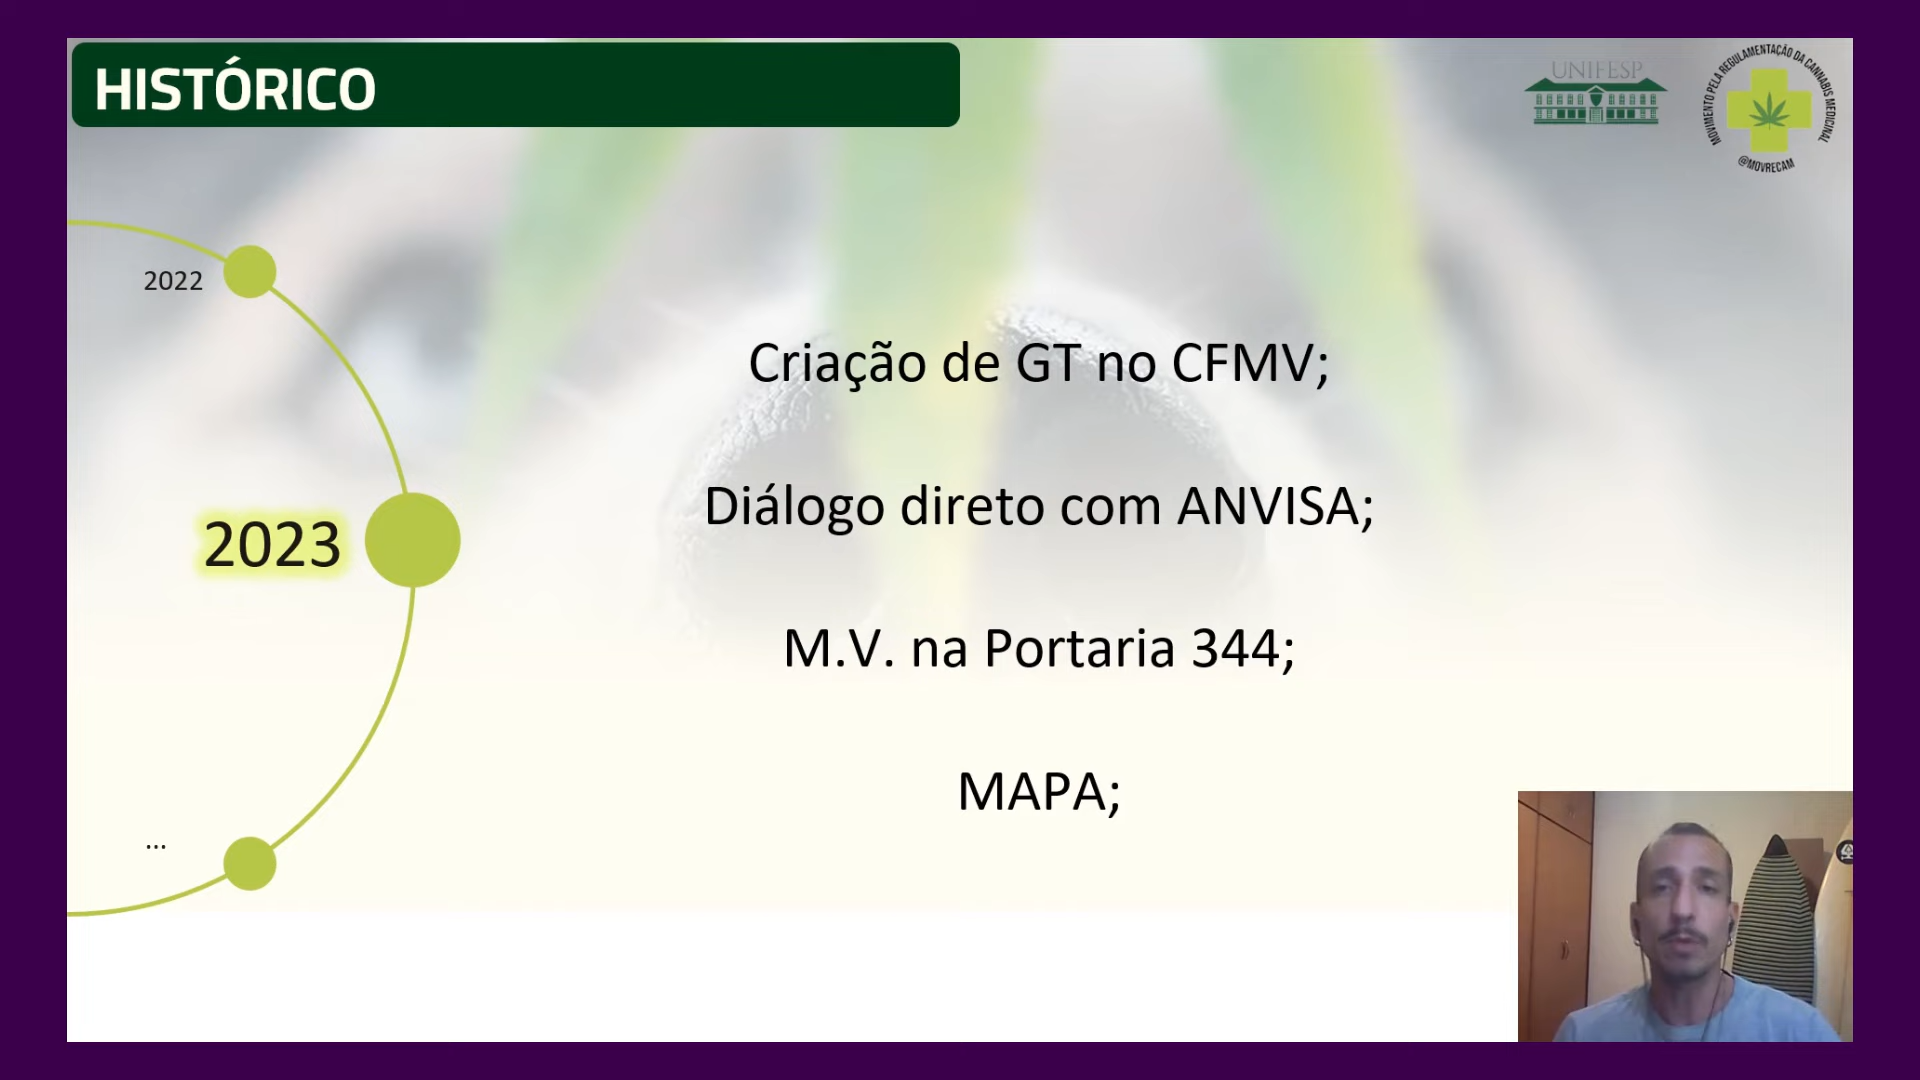 HISTÓRICO
UNIFESP
MOVIMENTO PELA REGULAMENTAÇÃO DA CANNABIS MEDICINAL
@MOVRECAM
2022
Criação de GT no CFMV;
Diálogo direto com ANVISA;
2023
M.V. na Portaria 344;
MAPA;
...